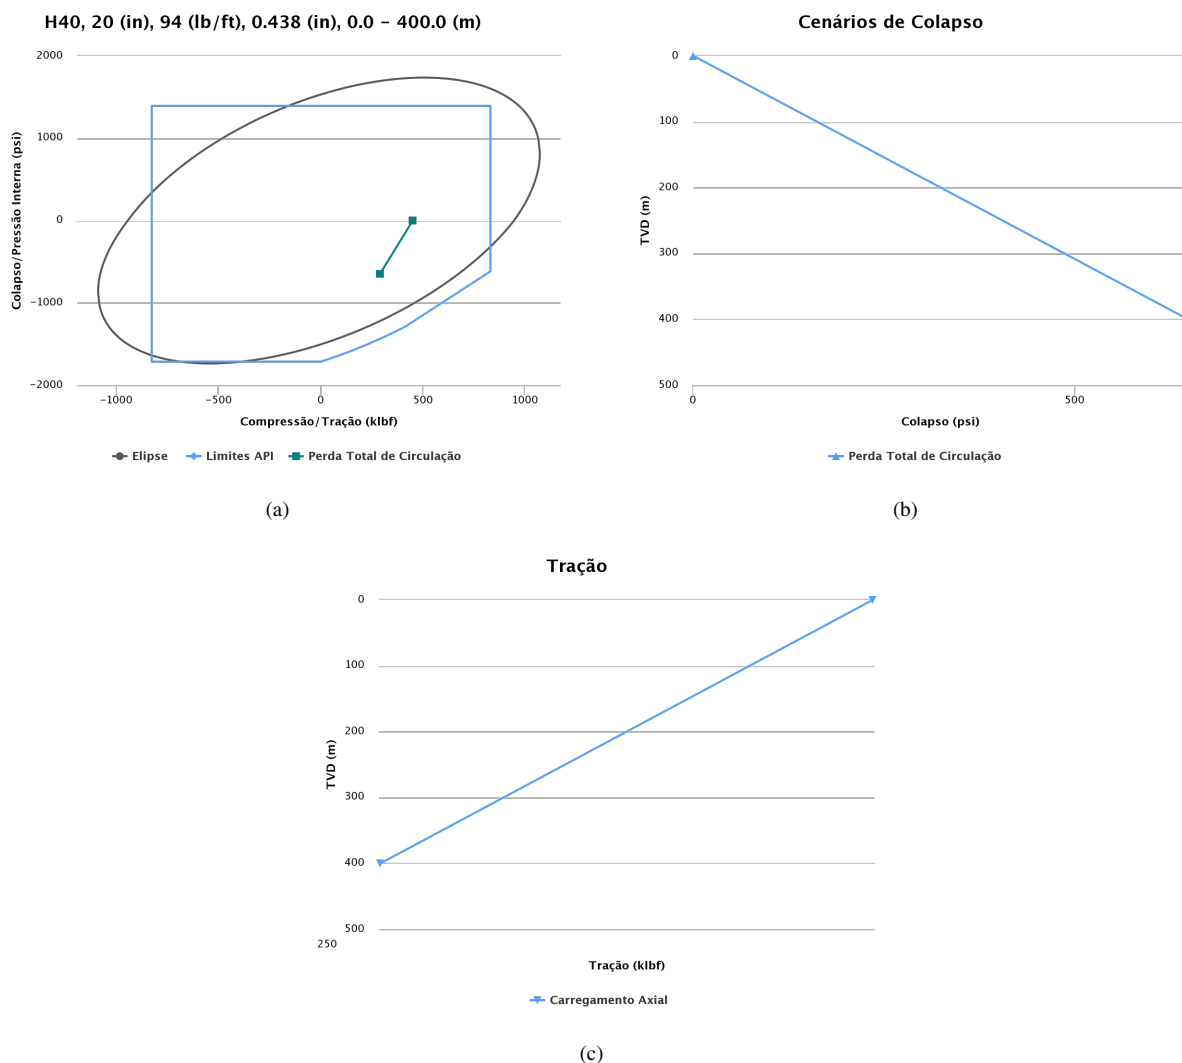 H40, 20 (in), 94 (lb/ft), 0.438 (in), 0.0 – 400.0 (m)
2000
1000
0
−1000
−2000
Colapso/Pressão Interna (psi)
−1000 −500 0 500 1000
Compressão/Tração (klbf)
Elipse Limites API Perda Total de Circulação
(a)
Cenários de Colapso
0
100
200
300
400
500
TVD (m)
0 500
Colapso (psi)
Perda Total de Circulação
(b)
Tração
0
100
200
300
400
500
TVD (m)
250
Tração (klbf)
Carregamento Axial
(c)